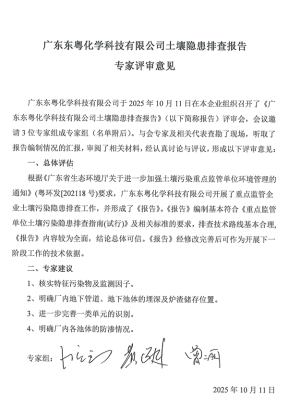 广东东粤化学科技有限公司土壤隐患排查报告
专家评审意见
广东东粤化学科技有限公司于 2025 年 10 月 11 日在本企业组织召开了《广
东东粤化学科技有限公司土壤隐患排查报告》（以下简称报告）评审会，会议邀
请 3 位专家组成专家组（名单附后）。与会专家及相关代表查勘了现场，听取了报
告编制情况的汇报，审阅了相关材料，经认真讨论与评议，形成以下评审意见：
一、总体评估
根据《广东省生态环境厅关于进一步加强土壤污染重点监管单位环境管理的
通知》(粤环发[2021]8 号)要求，广东东粤化学科技有限公司开展了重点监管企
业土壤污染隐患排查工作，并形成了《报告》。《报告》编制基本符合《重点监管
单位土壤污染隐患排查指南(试行)》及相关标准的要求，排查技术路线基本合理，
《报告》内容较为全面，结论总体可信。《报告》经修改完善后可作为开展下一
阶段工作的技术依据。
二、专家建议
1、核实特征污染物及监测因子。
2、明确厂内地下管道、地下池体的埋深及炉渣储存位置。
3、进一步完善一类单元的识别。
4、明确厂内各池体的防渗情况。
专家组：
2025 年 10 月 11 日